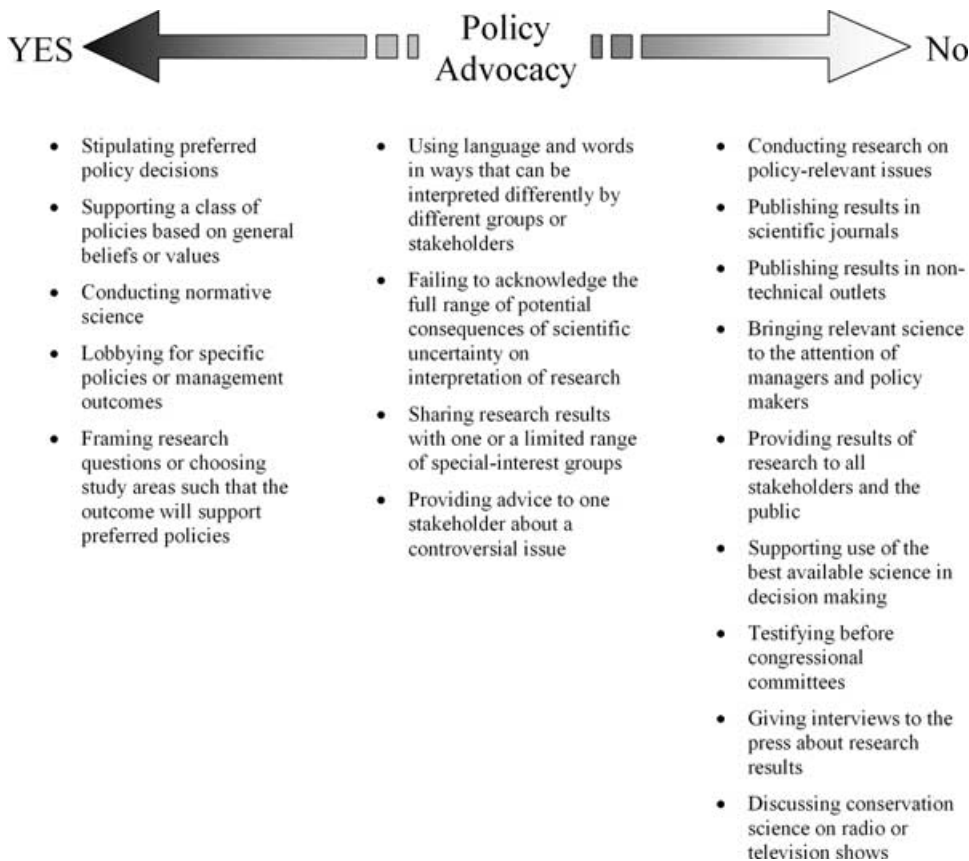 YES
Policy
Advocacy
No
• Stipulating preferred
policy decisions
• Supporting a class of
policies based on general
beliefs or values
• Conducting normative
science
• Lobbying for specific
policies or management
outcomes
• Framing research
questions or choosing
study areas such that the
outcome will support
preferred policies
• Using language and words
in ways that can be
interpreted differently by
different groups or
stakeholders
• Failing to acknowledge the
full range of potential
consequences of scientific
uncertainty on
interpretation of research
• Sharing research results
with one or a limited range
of special-interest groups
• Providing advice to one
stakeholder about a
controversial issue
• Conducting research on
policy-relevant issues
• Publishing results in
scientific journals
• Publishing results in non-
technical outlets
• Bringing relevant science
to the attention of
managers and policy
makers
• Providing results of
research to all
stakeholders and the
public
• Supporting use of the
best available science in
decision making
• Testifying before
congressional
committees
• Giving interviews to the
press about research
results
• Discussing conservation
science on radio or
television shows